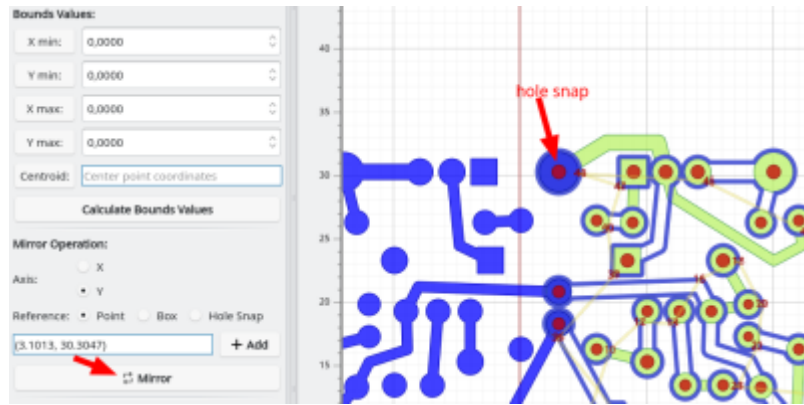 Bounds Values:
X min: 0,0000
Y min: 0,0000
X max: 0,0000
Y max: 0,0000
Centroid: Center point coordinates
Calculate Bounds Values
Mirror Operation:
Axis:
X
Y
Reference: Point Box Hole Snap
(3.1013, 30.3047) + Add
Mirror
40
35
30
25
20
15
hole snap